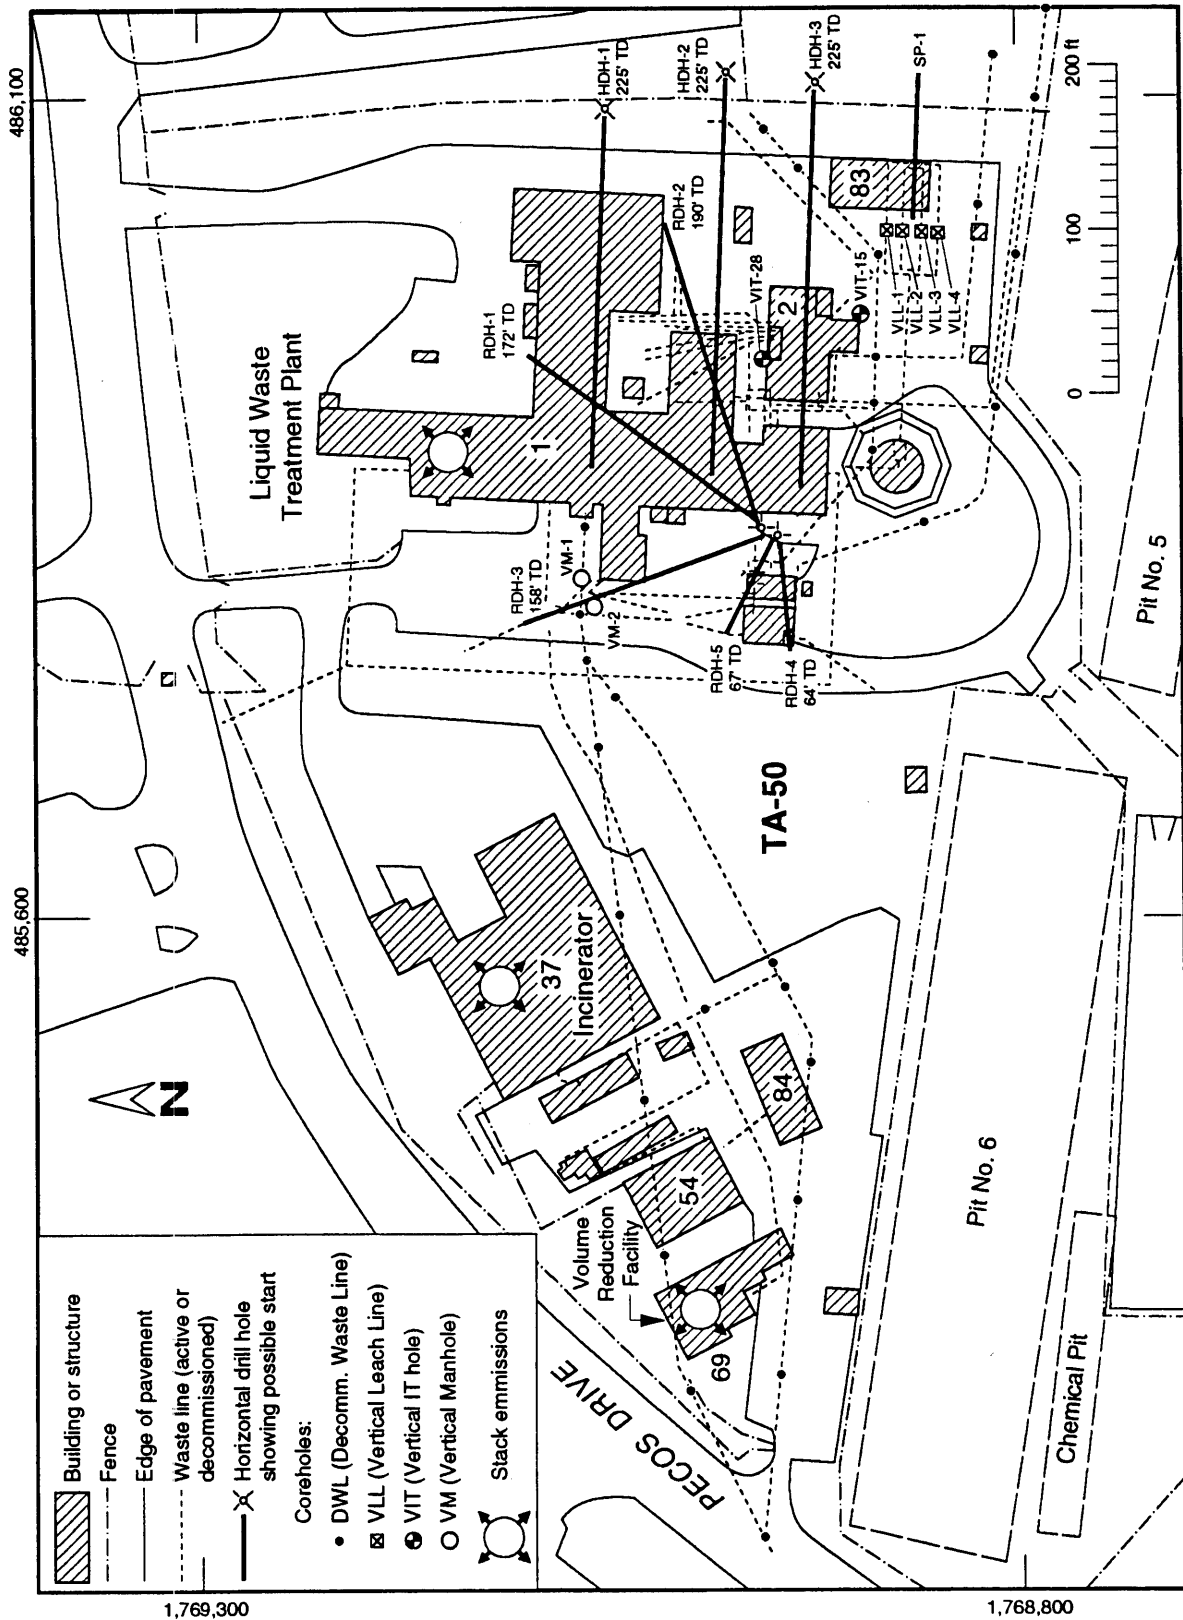 Building or structure
Fence
Edge of pavement
Waste line (active or
decommissioned)
Horizontal drill hole
showing possible start
Coreholes:
DWL (Decomm. Waste Line)
VLL (Vertical Leach Line)
VIT (Vertical IT hole)
VM (Vertical Manhole)
Stack emmissions
1,769,300
1,768,800
485,600
486,100
N
PECOS DRIVE
Volume
Reduction
Facility
69
54
84
37
Incinerator
Liquid Waste
Treatment Plant
1
2
83
TA-50
Pit No. 6
Pit No. 5
Chemical Pit
VM-1
VM-2
RDH-3
158' TD
RDH-1
172' TD
RDH-2
190' TD
RDH-5
67' TD
RDH-4
64' TD
HDH-1
225' TD
HDH-2
225' TD
HDH-3
225' TD
SP-1
VIT-28
VIT-15
VLL-1
VLL-2
VLL-3
VLL-4
0
100
200 ft